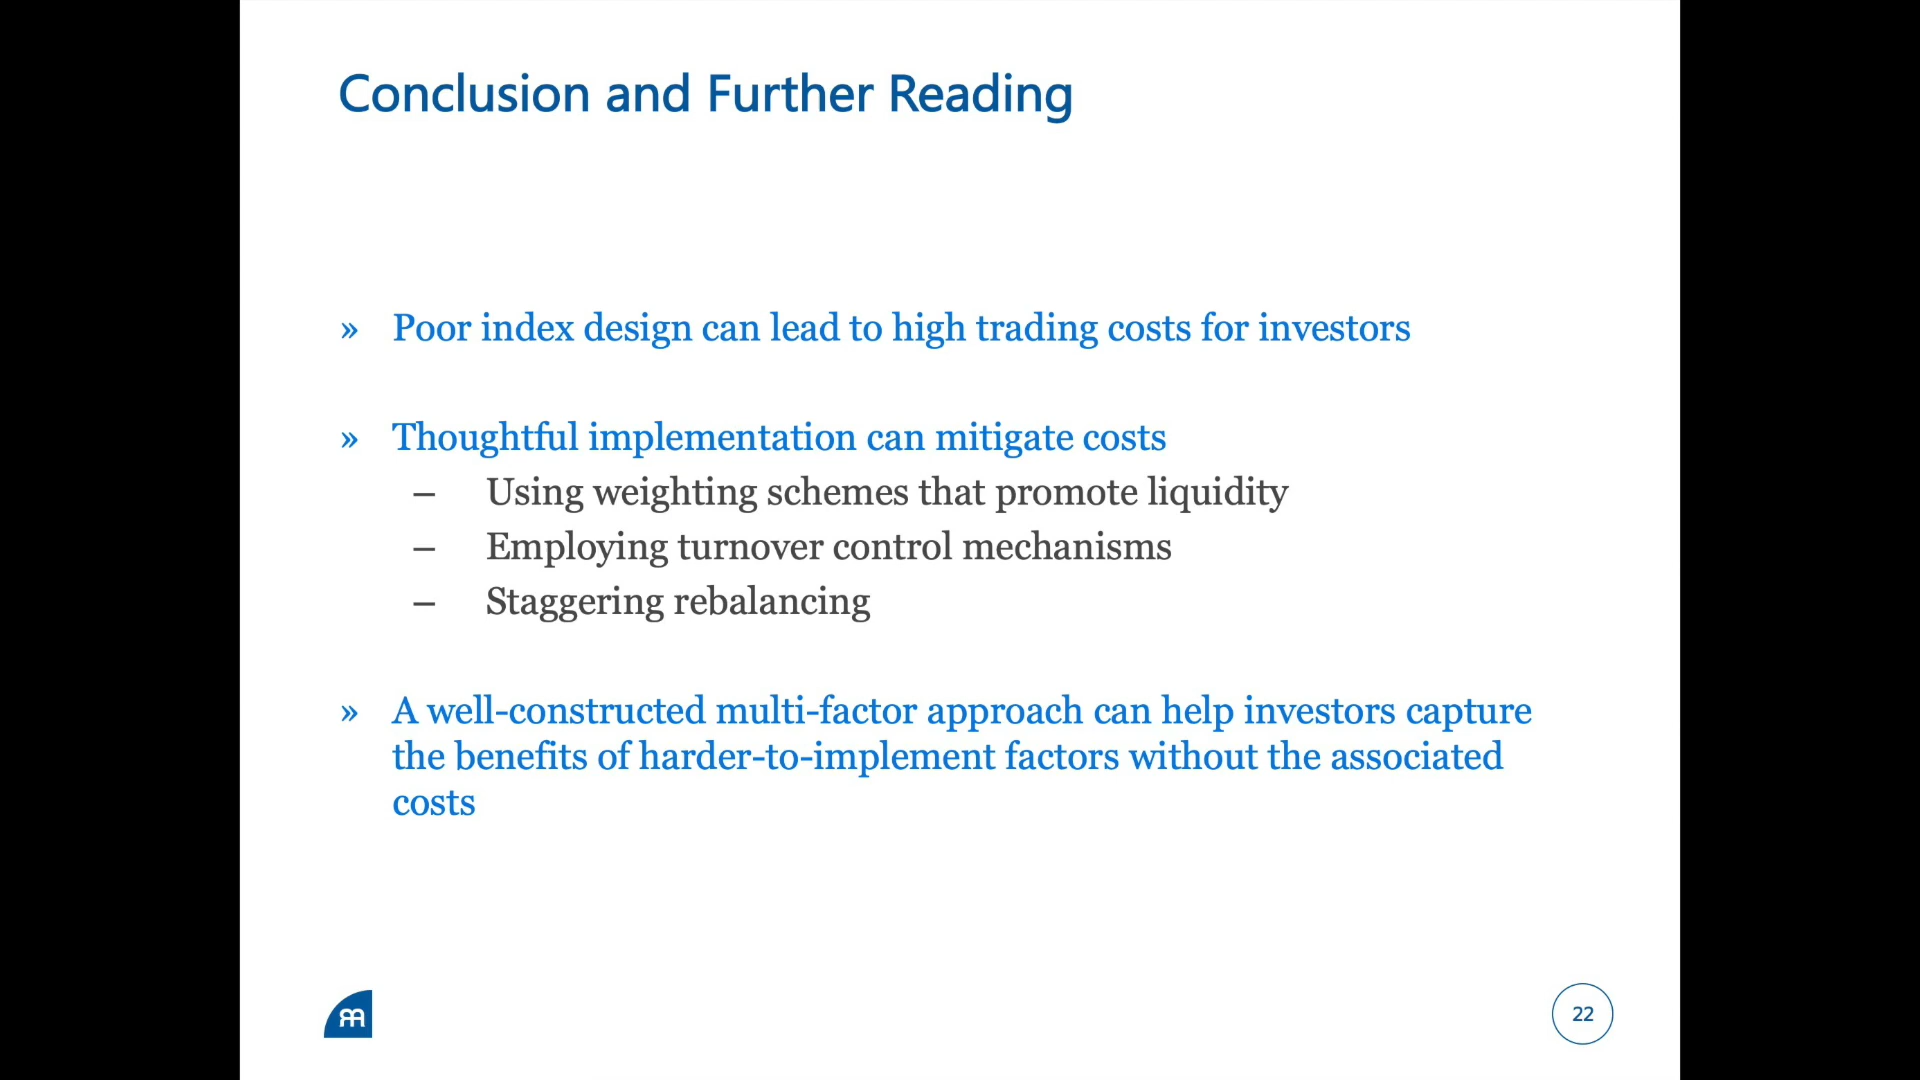 Conclusion and Further Reading
» Poor index design can lead to high trading costs for investors
» Thoughtful implementation can mitigate costs
– Using weighting schemes that promote liquidity
– Employing turnover control mechanisms
– Staggering rebalancing
» A well-constructed multi-factor approach can help investors capture
the benefits of harder-to-implement factors without the associated
costs
22